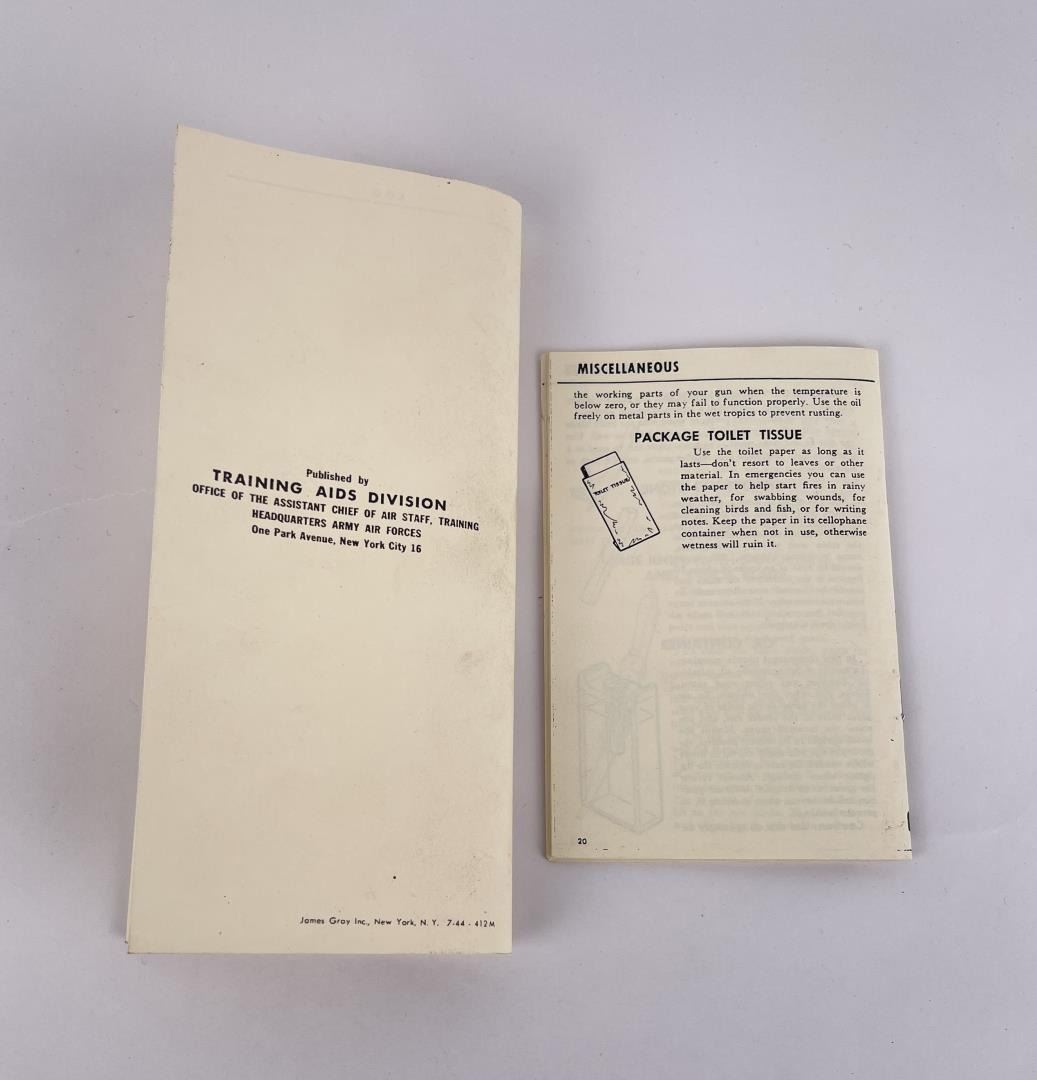 Published by
TRAINING AIDS DIVISION
OFFICE OF THE ASSISTANT CHIEF OF AIR STAFF, TRAINING
HEADQUARTERS ARMY AIR FORCES
One Park Avenue, New York City 16
James Gray Inc., New York, N. Y. 7-44 - 412M
MISCELLANEOUS
the working parts of your gun when the temperature is
below zero, or they may fail to function properly. Use the oil
freely on metal parts in the wet tropics to prevent rusting.
PACKAGE TOILET TISSUE
Use the toilet paper as long as it
lasts—don't resort to leaves or other
material. In emergencies you can use
the paper to help start fires in rainy
weather, for swabbing wounds, for
cleaning birds and fish, or for writing
notes. Keep the paper in its cellophane
container when not in use, otherwise
wetness will ruin it.
TOILET TISSUE
20